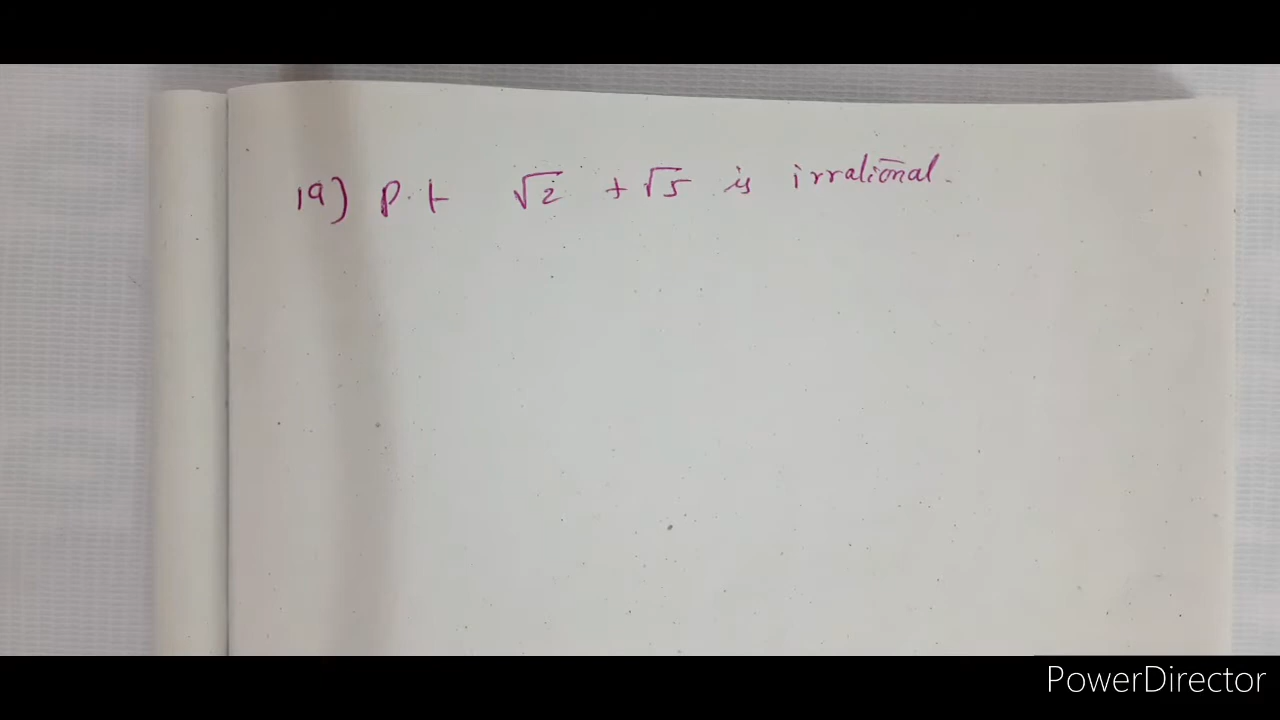 19) P.t √2 + √5 is irrational.
PowerDirector